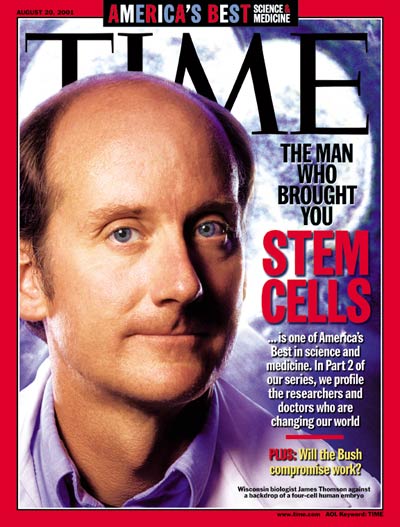 AMERICA'S BEST SCIENCE & MEDICINE
AUGUST 20, 2001
TIME
THE MAN
WHO
BROUGHT
YOU
STEM
CELLS
... is one of America's
Best in science and
medicine. In Part 2 of
our series, we profile
the researchers and
doctors who are
changing our world
PLUS: Will the Bush
compromise work?
Wisconsin biologist James Thomson against
a backdrop of a four-cell human embryo
www.time.com AOL Keyword: TIME